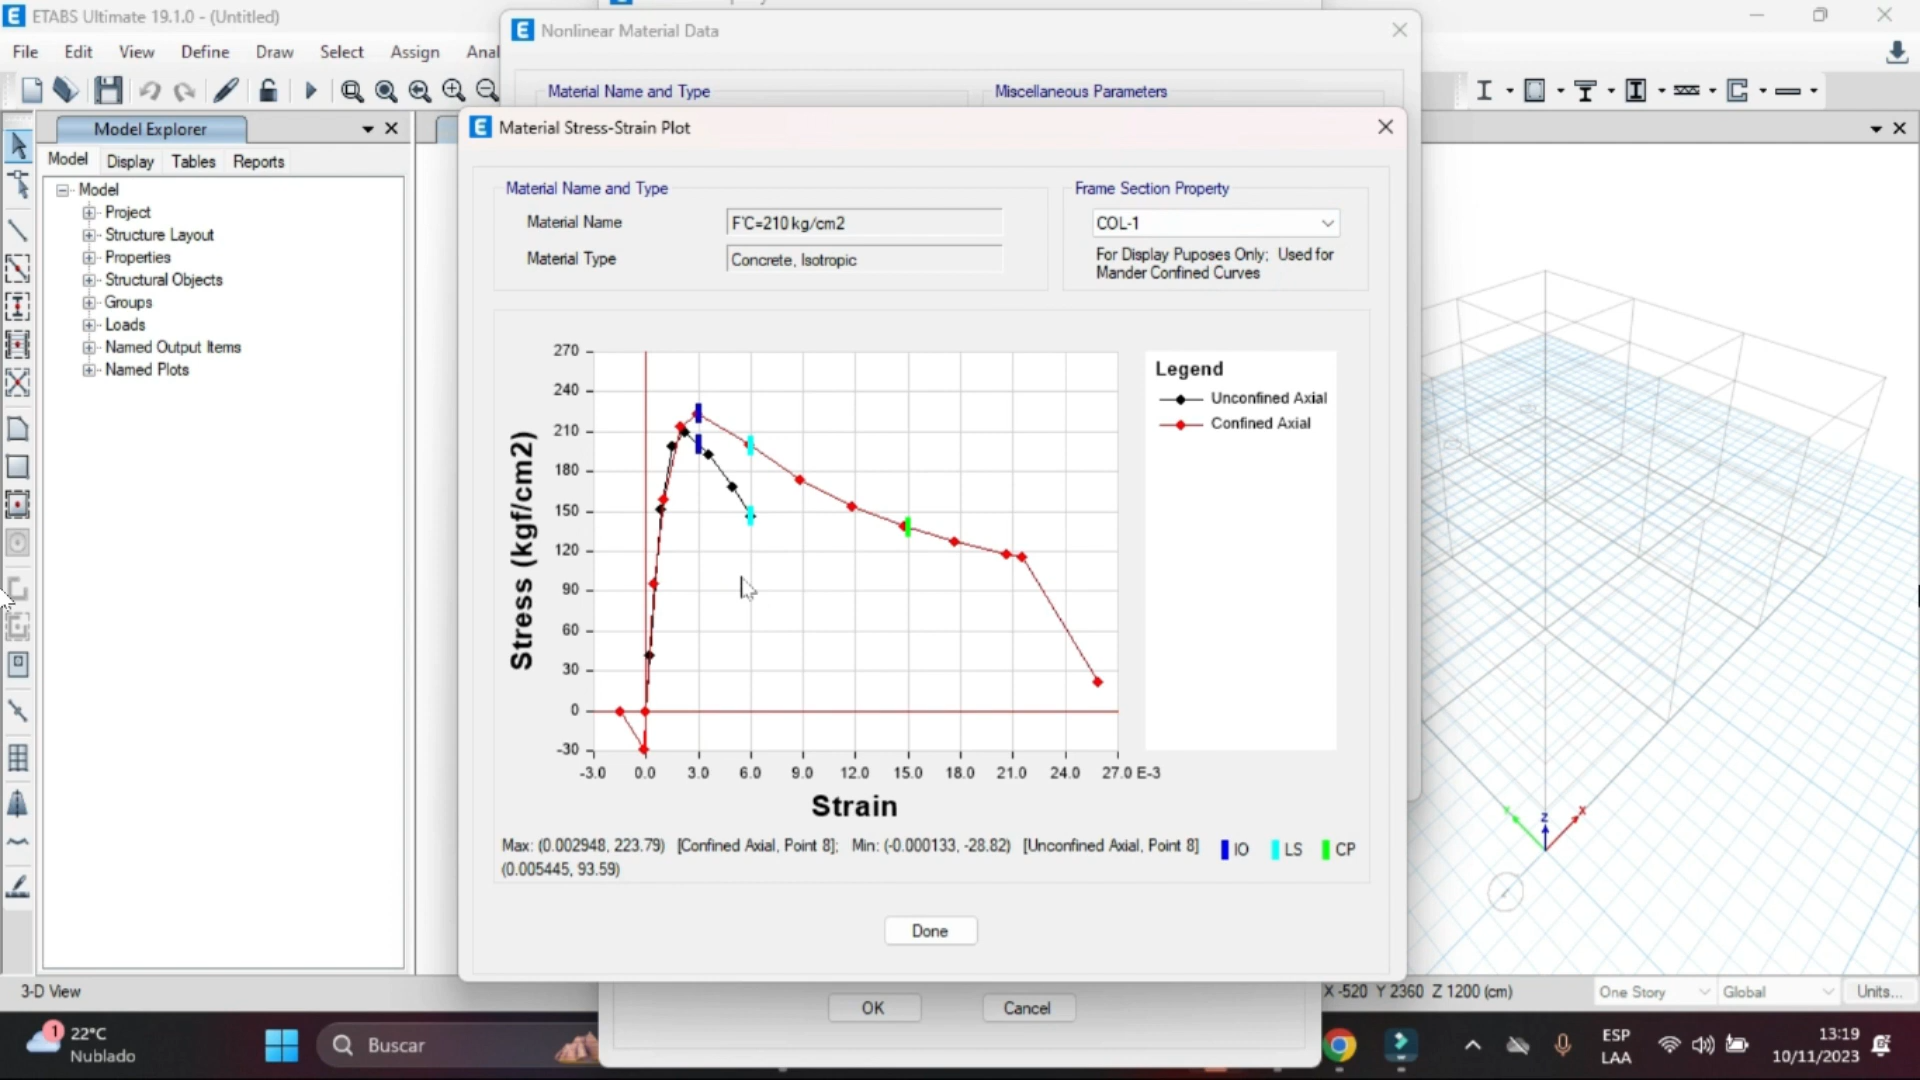 ETABS Ultimate 19.1.0 - (Untitled)
Nonlinear Material Data
File Edit View Define Draw Select Assign Anal
Material Name and Type
Miscellaneous Parameters
Model Explorer
Material Stress-Strain Plot
Model Display Tables Reports
Model
Project
Structure Layout
Properties
Structural Objects
Groups
Loads
Named Output Items
Named Plots
Material Name and Type
Material Name F'C=210 kg/cm2
Material Type Concrete, Isotropic
Frame Section Property
COL-1
For Display Puposes Only; Used for
Mander Confined Curves
270
240
210
180
150
120
90
60
30
0
-30
Stress (kgf/cm2)
-3.0 0.0 3.0 6.0 9.0 12.0 15.0 18.0 21.0 24.0 27.0 E-3
Strain
Legend
Unconfined Axial
Confined Axial
Max: (0.002948, 223.79) [Confined Axial, Point 8]; Min: (-0.000133, -28.82) [Unconfined Axial, Point 8]
(0.005445, 93.59)
IO LS CP
Done
OK Cancel
X Y Z
3-D View
X -520 Y 2360 Z 1200 (cm)
One Story Global Units...
1
22°C
Nublado
Buscar
ESP
LAA
13:19
10/11/2023